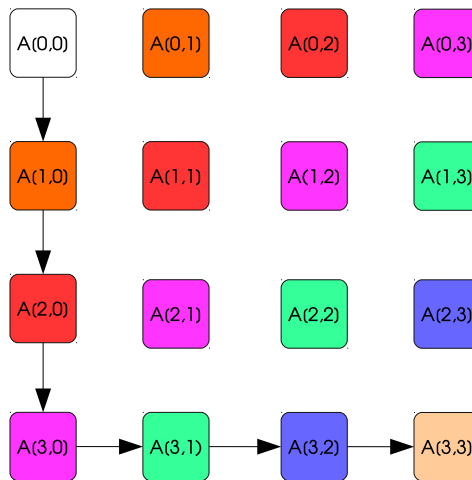 A(0,0) A(0,1) A(0,2) A(0,3)
A(1,0) A(1,1) A(1,2) A(1,3)
A(2,0) A(2,1) A(2,2) A(2,3)
A(3,0) A(3,1) A(3,2) A(3,3)